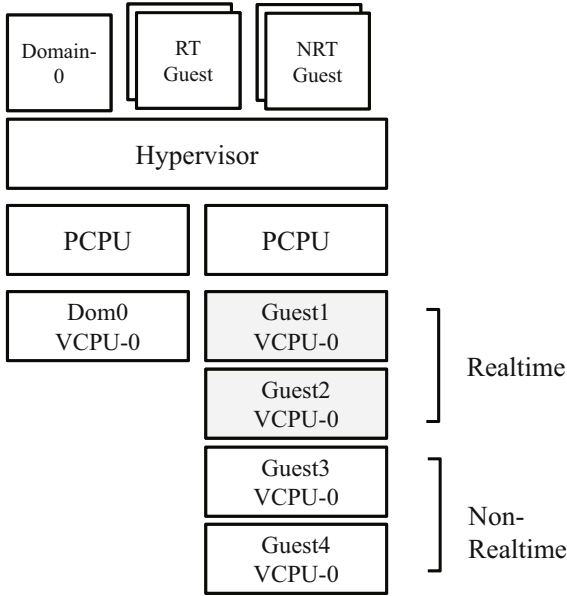 Domain-
0
RT
Guest
NRT
Guest
Hypervisor
PCPU
PCPU
Dom0
VCPU-0
Guest1
VCPU-0
Guest2
VCPU-0
Realtime
Guest3
VCPU-0
Guest4
VCPU-0
Non-
Realtime